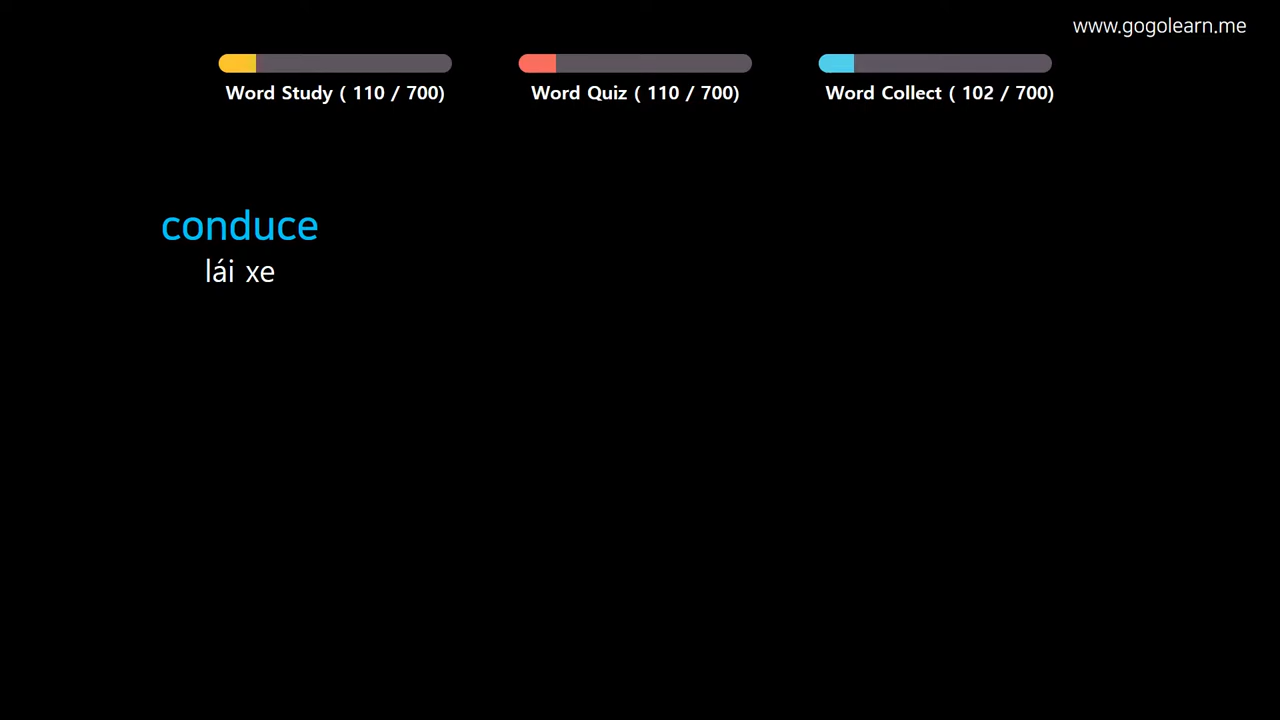 www.gogolearn.me
Word Study ( 110 / 700)
Word Quiz ( 110 / 700)
Word Collect ( 102 / 700)
conduce
lái xe